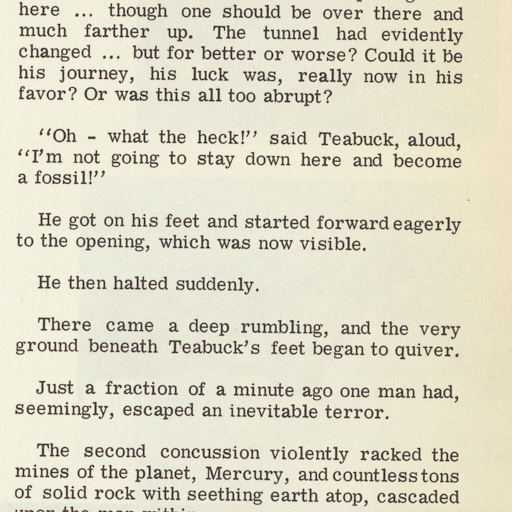 here ... though one should be over there and
much farther up. The tunnel had evidently
changed ... but for better or worse? Could it be
his journey, his luck was, really now in his
favor? Or was this all too abrupt?
"Oh - what the heck!" said Teabuck, aloud,
"I'm not going to stay down here and become
a fossil!"
He got on his feet and started forward eagerly
to the opening, which was now visible.
He then halted suddenly.
There came a deep rumbling, and the very
ground beneath Teabuck's feet began to quiver.
Just a fraction of a minute ago one man had,
seemingly, escaped an inevitable terror.
The second concussion violently racked the
mines of the planet, Mercury, and countless tons
of solid rock with seething earth atop, cascaded
upon the man within